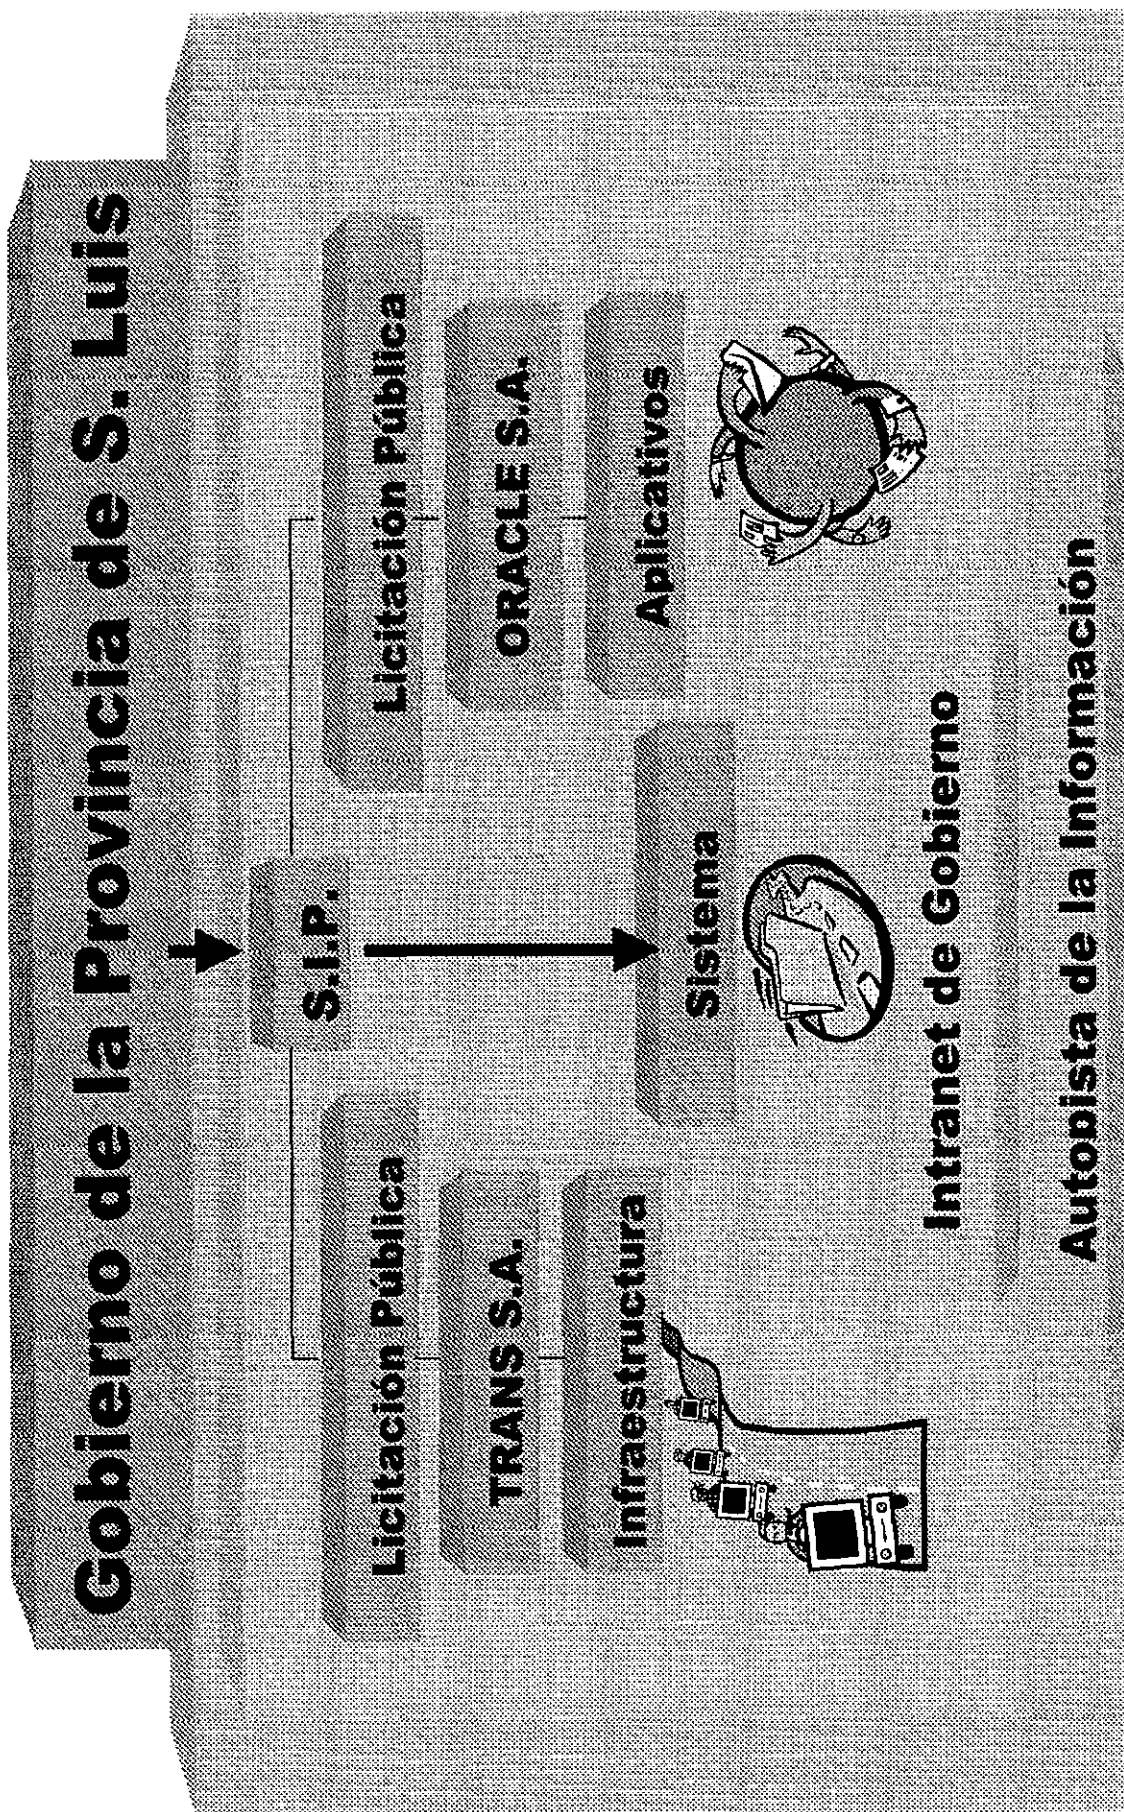 Gobierno de la Provincia de S. Luis
S.I.P.
Licitación Pública
TRANS S.A.
Infraestructura
Sistema
Licitación Pública
ORACLE S.A.
Aplicativos
Intranet de Gobierno
Autopista de la Información